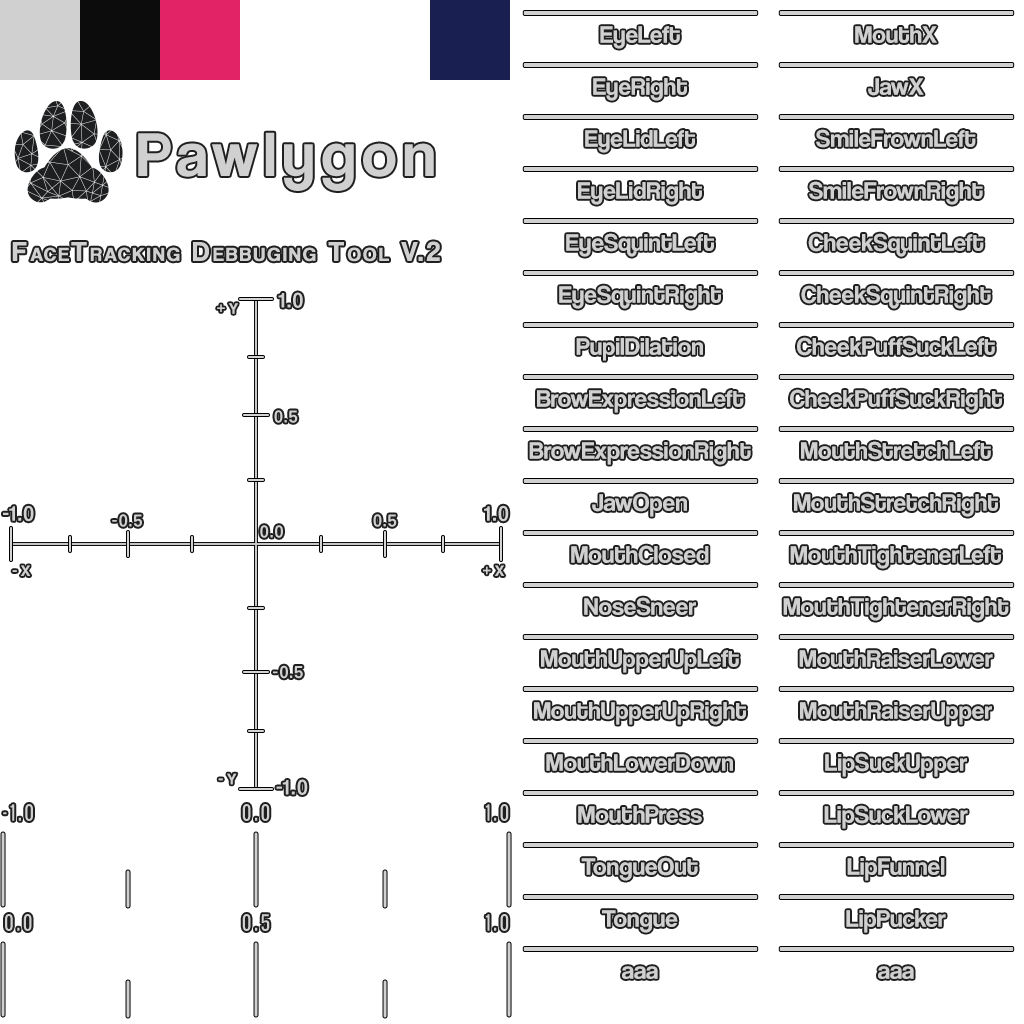 Pawlygon
FaceTracking Debbuging Tool V.2
+Y
1.0
0.5
-1.0
-0.5
0.0
0.5
1.0
-X
+X
-0.5
-Y
-1.0
-1.0
0.0
1.0
0.0
0.5
1.0
EyeLeft
EyeRight
EyeLidLeft
EyeLidRight
EyeSquintLeft
EyeSquintRight
PupilDilation
BrowExpressionLeft
BrowExpressionRight
JawOpen
MouthClosed
NoseSneer
MouthUpperUpLeft
MouthUpperUpRight
MouthLowerDown
MouthPress
TongueOut
Tongue
aaa
MouthX
JawX
SmileFrownLeft
SmileFrownRight
CheekSquintLeft
CheekSquintRight
CheekPuffSuckLeft
CheekPuffSuckRight
MouthStretchLeft
MouthStretchRight
MouthTightenerLeft
MouthTightenerRight
MouthRaiserLower
MouthRaiserUpper
LipSuckUpper
LipSuckLower
LipFunnel
LipPucker
aaa